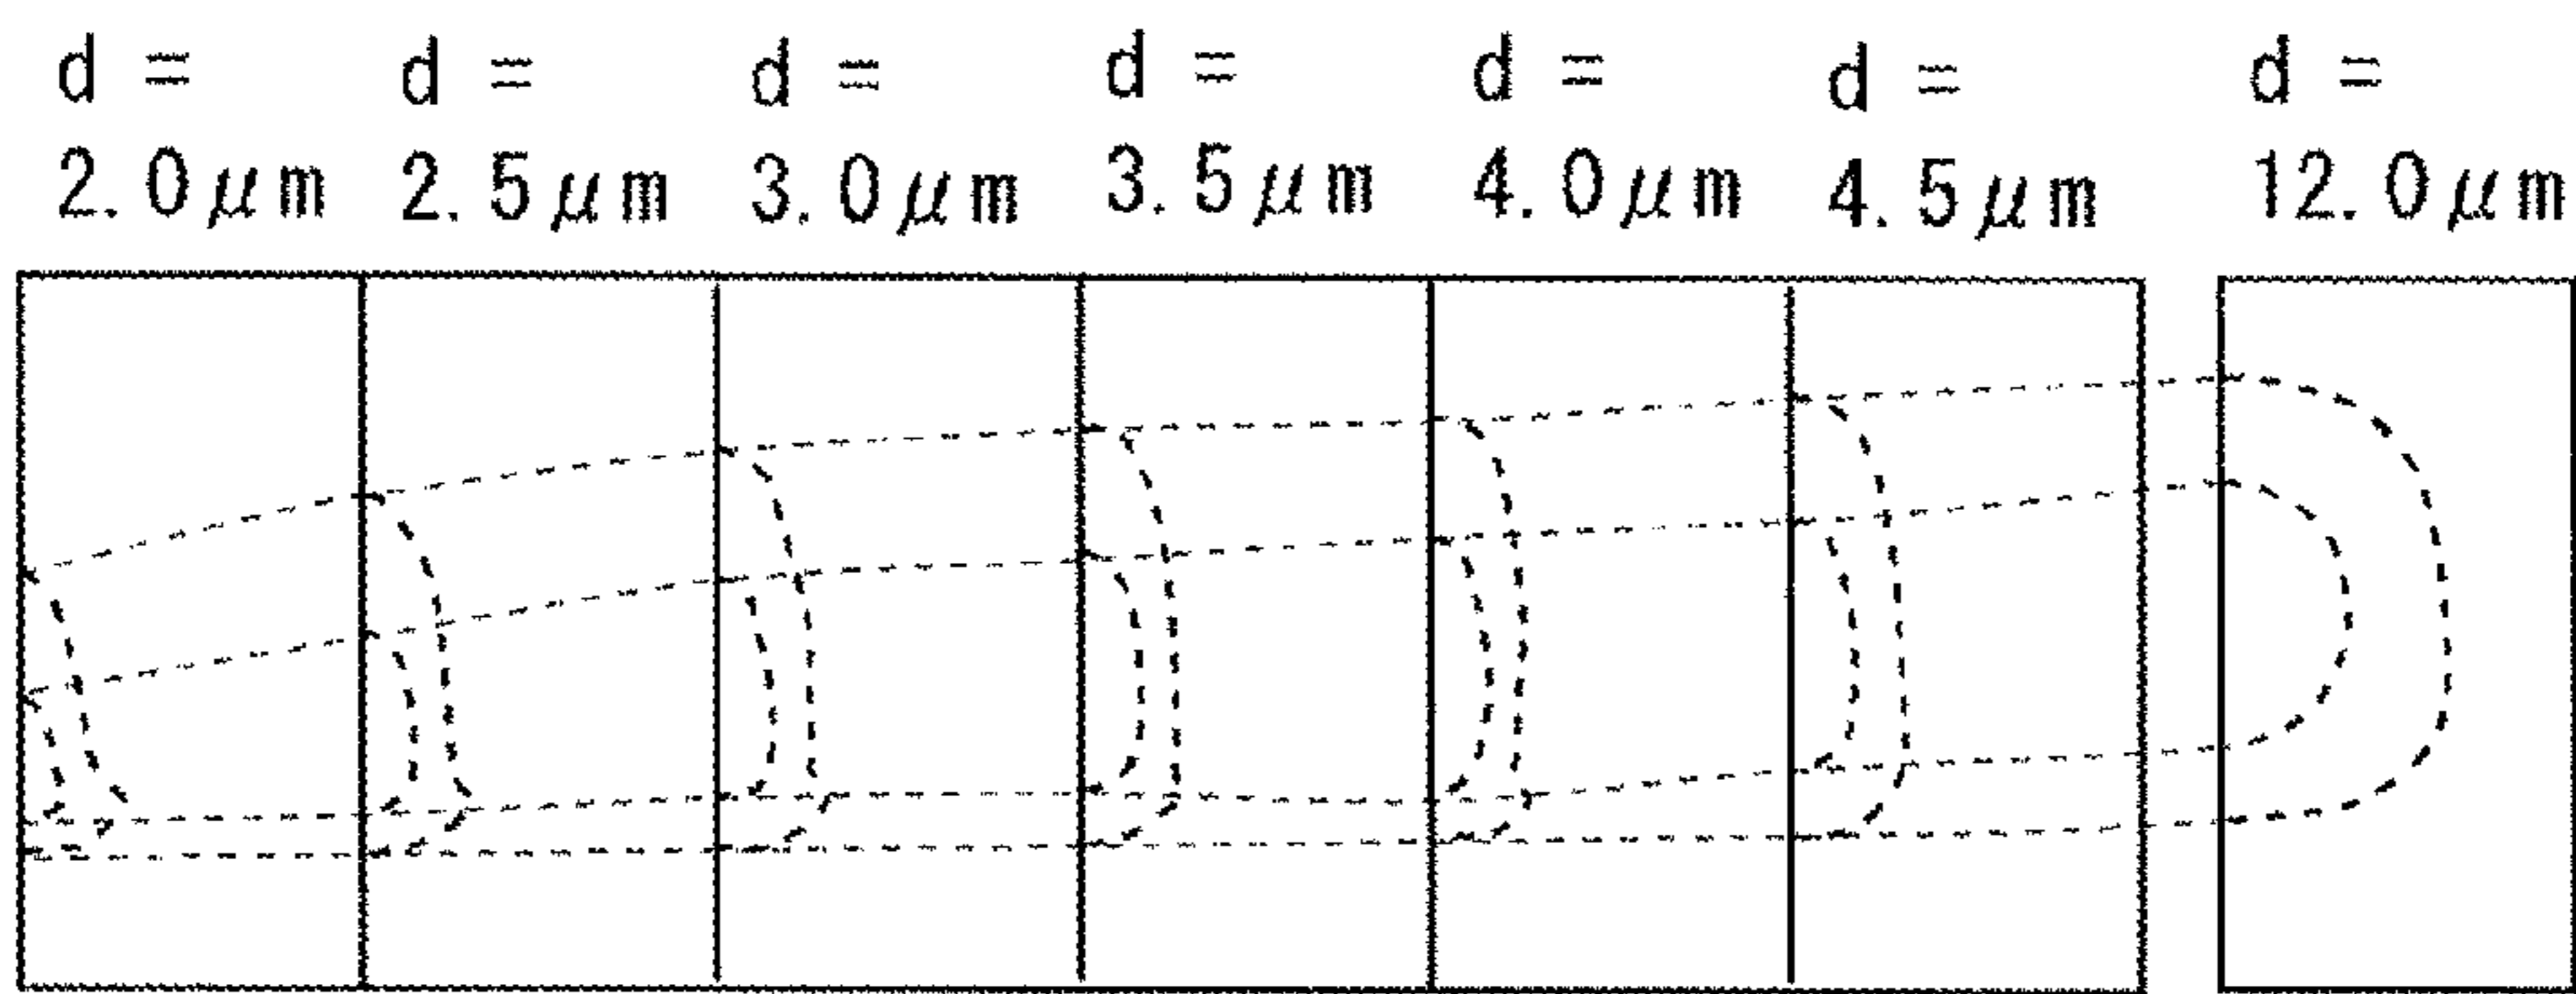 d = d = d = d = d = d = d =
2.0μm 2.5μm 3.0μm 3.5μm 4.0μm 4.5μm 12.0μm